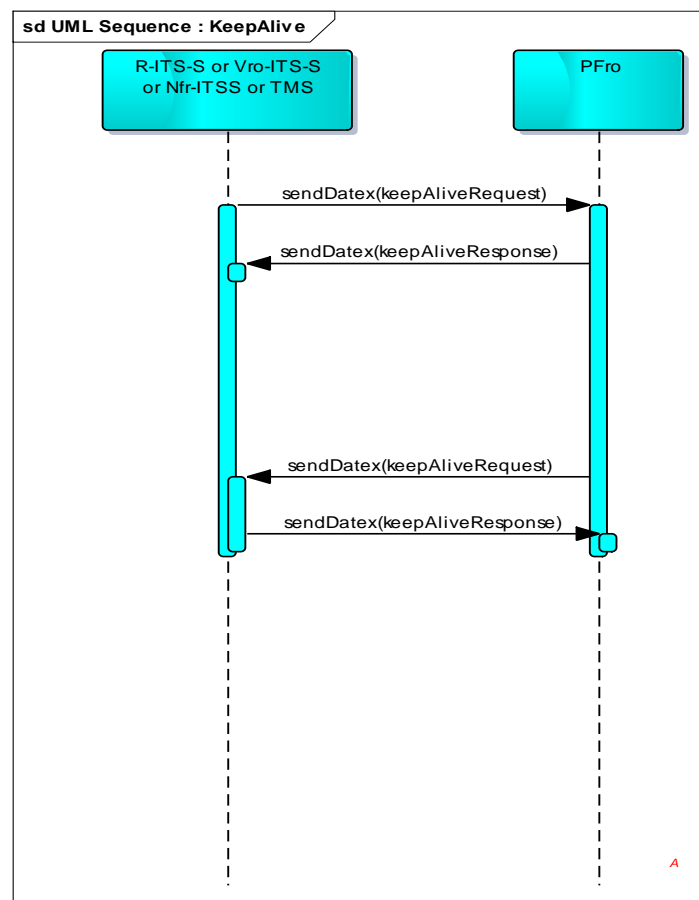 sd UML Sequence : KeepAlive
R-ITS-S or Vro-ITS-S
or Nfr-ITSS or TMS
PFro
sendDatex(keepAliveRequest)
sendDatex(keepAliveResponse)
sendDatex(keepAliveRequest)
sendDatex(keepAliveResponse)
A